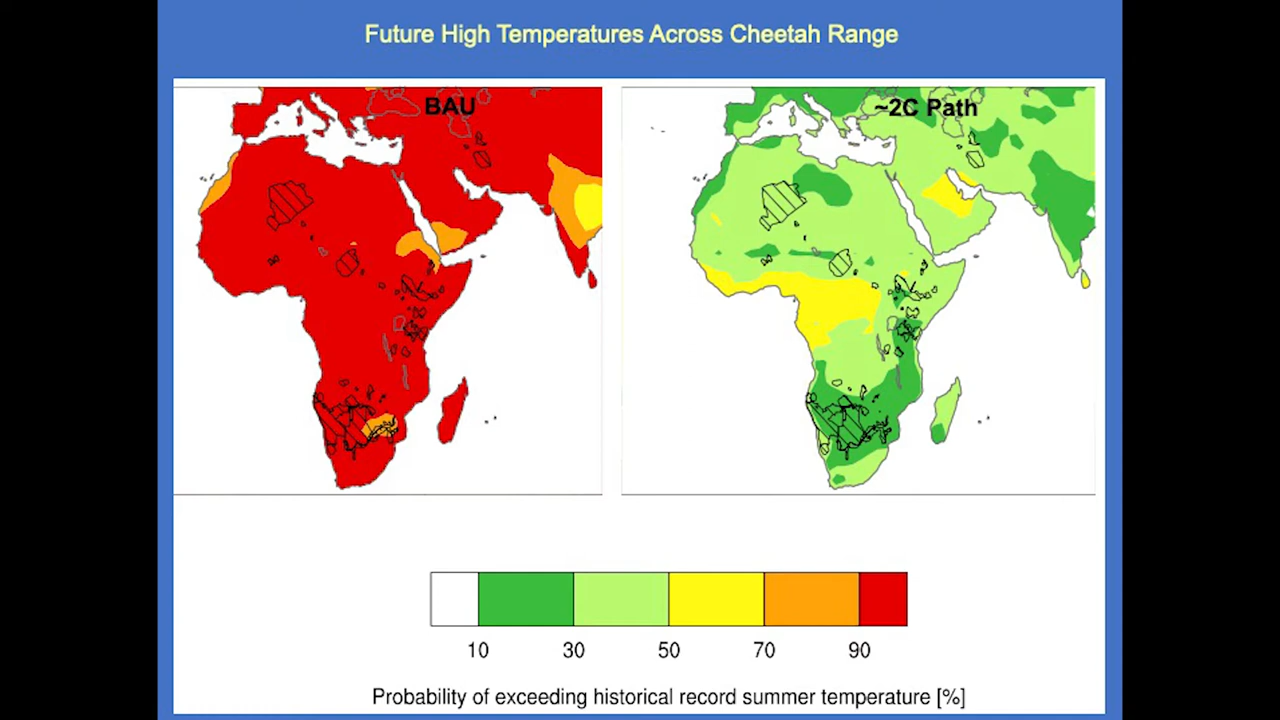 Future High Temperatures Across Cheetah Range
BAU
~2C Path
10 30 50 70 90
Probability of exceeding historical record summer temperature [%]